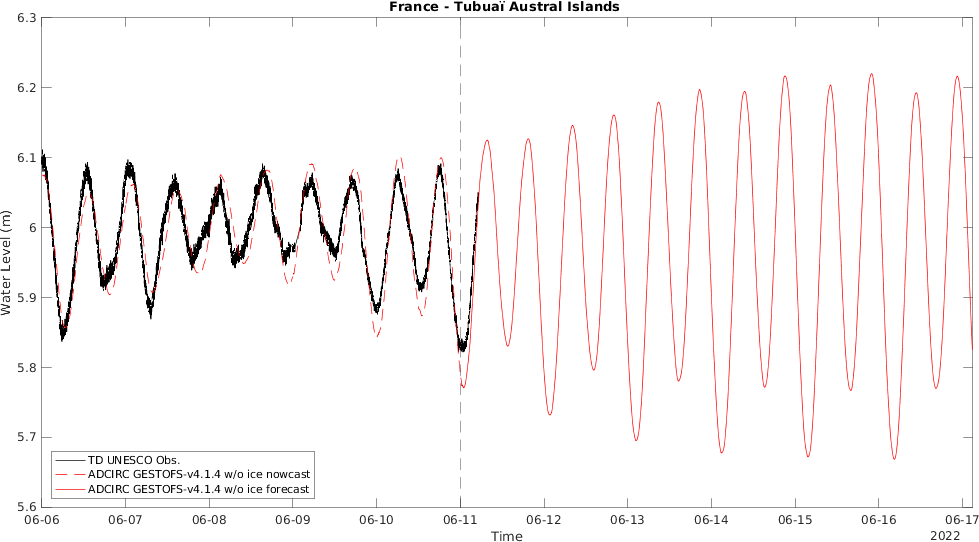 France - Tubuaï Austral Islands
6.3
6.2
6.1
6
5.9
5.8
5.7
5.6
Water Level (m)
TD UNESCO Obs.
ADCIRC GESTOFS-v4.1.4 w/o ice nowcast
ADCIRC GESTOFS-v4.1.4 w/o ice forecast
06-06 06-07 06-08 06-09 06-10 06-11 06-12 06-13 06-14 06-15 06-16 06-17
Time
2022